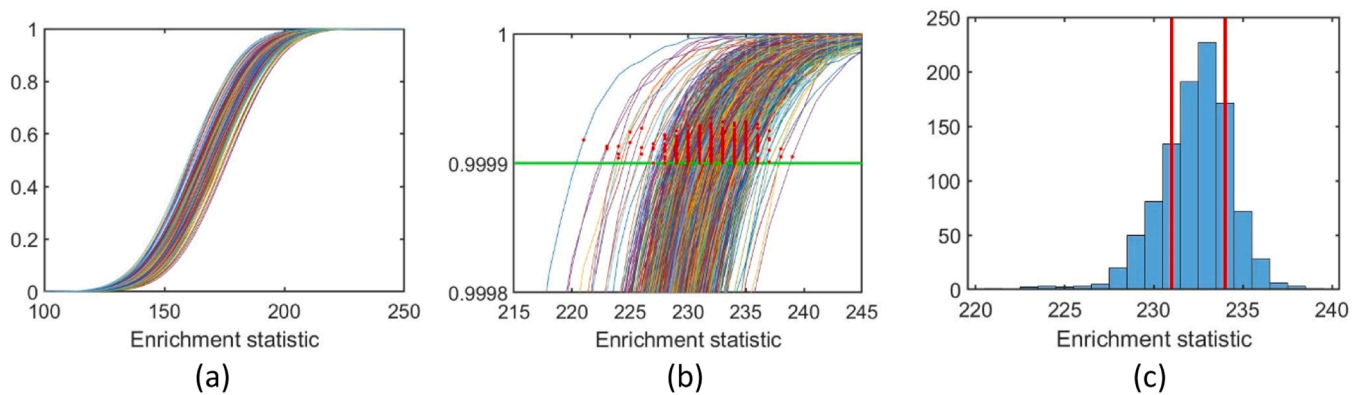 1
0.8
0.6
0.4
0.2
0
100 150 200 250
Enrichment statistic
(a)
1
0.9999
0.9998
215 220 225 230 235 240 245
Enrichment statistic
(b)
250
200
150
100
50
0
220 225 230 235 240
Enrichment statistic
(c)